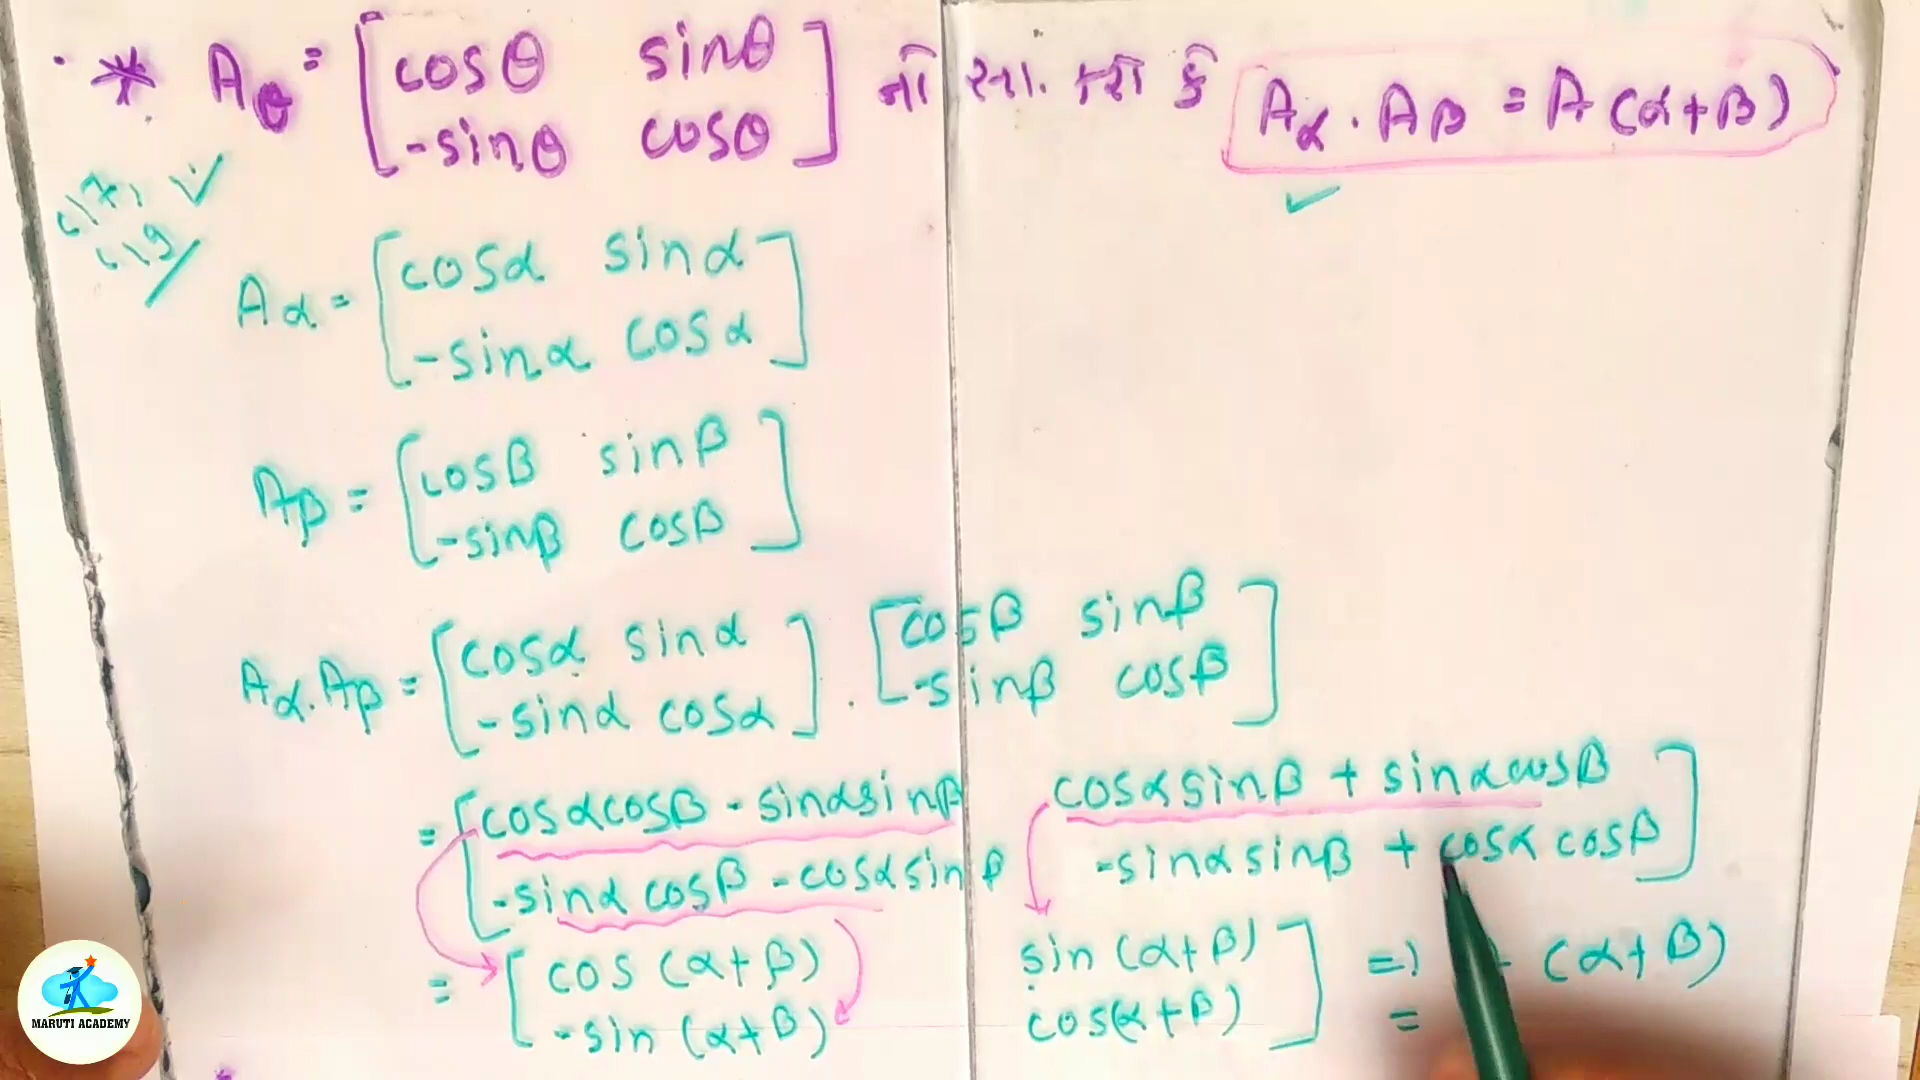 * Aθ = [cosθ sinθ -sinθ cosθ] નો સા. કરો કે Aα . Aβ = A(α+β)
Aα = [cosα sinα
-sinα cosα]
Aβ = [cosβ sinβ
-sinβ cosβ]
Aα.Aβ = [cosα sinα -sinα cosα] . [cosβ sinβ -sinβ cosβ]
= [cosαcosβ - sinαsinβ cosαsinβ + sinαcosβ
-sinαcosβ - cosαsinβ -sinαsinβ + cosαcosβ]
= [cos(α+β) sin(α+β)
-sin(α+β) cos(α+β)] => (α+β)
=
MARUTI ACADEMY